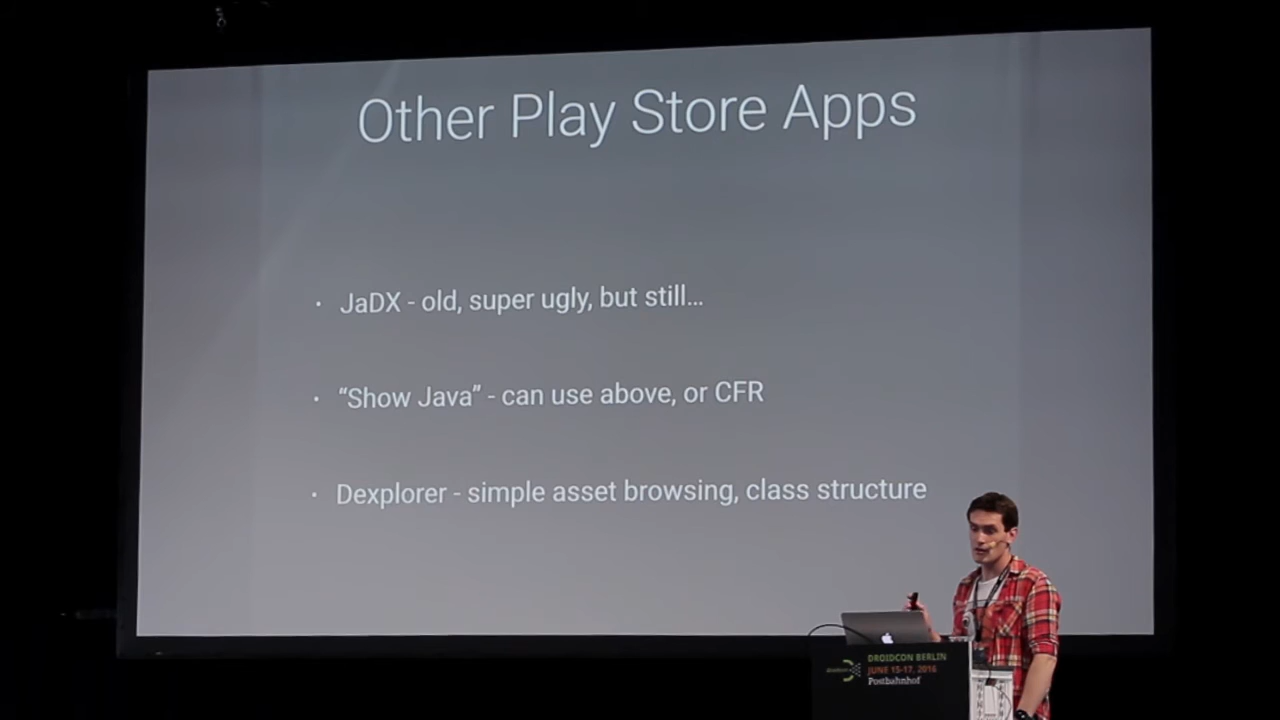 Other Play Store Apps
· JaDX - old, super ugly, but still...
· “Show Java” - can use above, or CFR
· Dexplorer - simple asset browsing, class structure
droidcon
DROIDCON BERLIN
JUNE 15-17, 2016
Postbahnhof